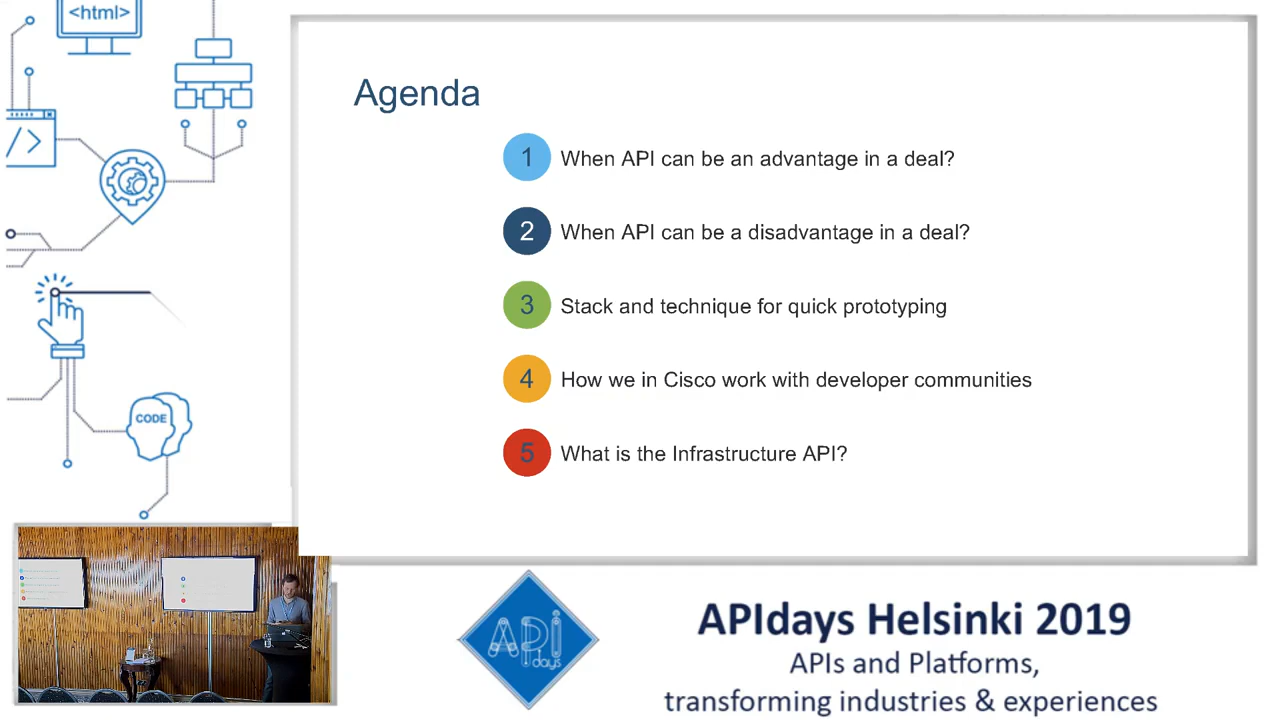 <html>
Agenda
1 When API can be an advantage in a deal?
2 When API can be a disadvantage in a deal?
3 Stack and technique for quick prototyping
4 How we in Cisco work with developer communities
5 What is the Infrastructure API?
</>
CODE
API
days
APIdays Helsinki 2019
APIs and Platforms,
transforming industries & experiences